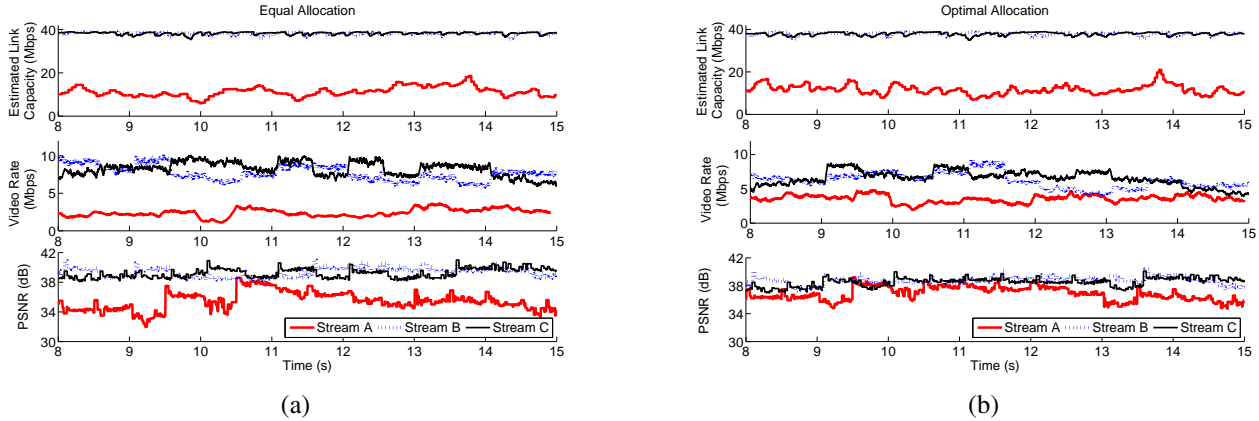 Equal Allocation
Estimated Link
Capacity (Mbps)
40
20
0
8 9 10 11 12 13 14 15
Video Rate
(Mbps)
10
5
0
8 9 10 11 12 13 14 15
PSNR (dB)
42
38
34
30
Stream A Stream B Stream C
8 9 10 11 12 13 14 15
Time (s)
(a)
Optimal Allocation
Estimated Link
Capacity (Mbps)
40
20
0
8 9 10 11 12 13 14 15
Video Rate
(Mbps)
10
5
0
8 9 10 11 12 13 14 15
PSNR (dB)
42
38
34
30
Stream A Stream B Stream C
8 9 10 11 12 13 14 15
Time (s)
(b)